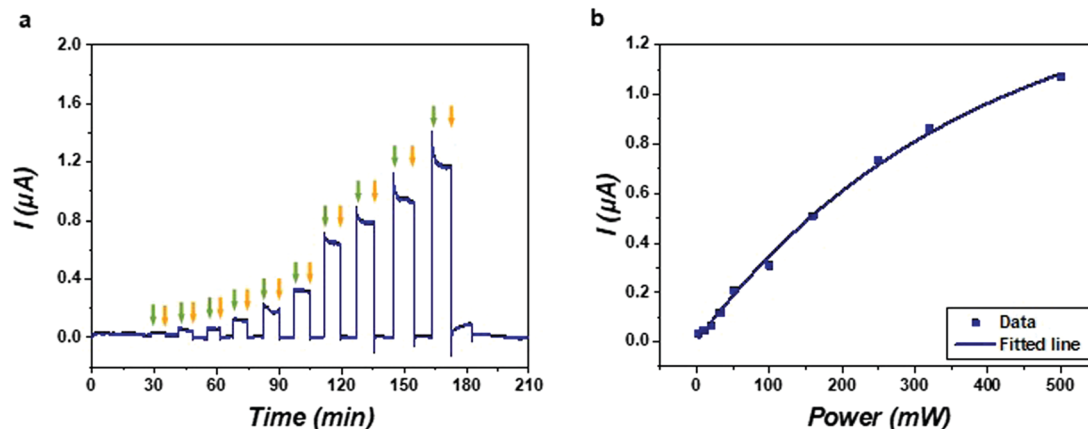 a
2.0
1.6
1.2
0.8
0.4
0.0
I (µA)
0 30 60 90 120 150 180 210
Time (min)
b
1.2
1.0
0.8
0.6
0.4
0.2
0.0
I (µA)
Data
Fitted line
0 100 200 300 400 500
Power (mW)